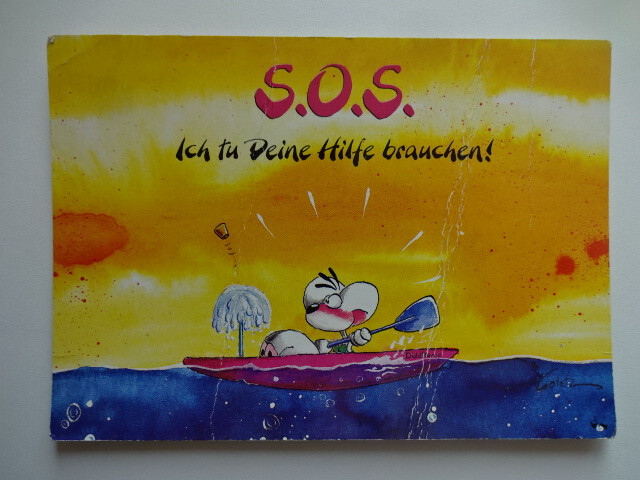 S.O.S.
Ich tu Deine Hilfe brauchen!